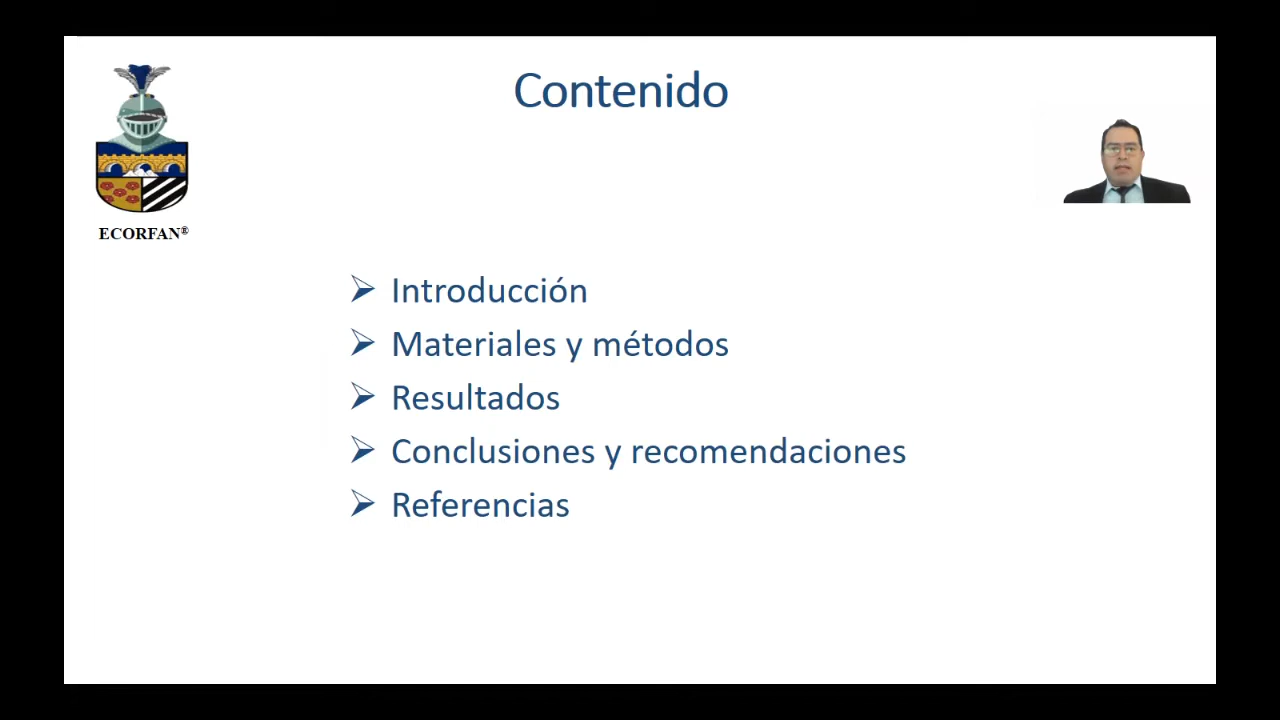 Contenido
ECORFAN®
Introducción
Materiales y métodos
Resultados
Conclusiones y recomendaciones
Referencias